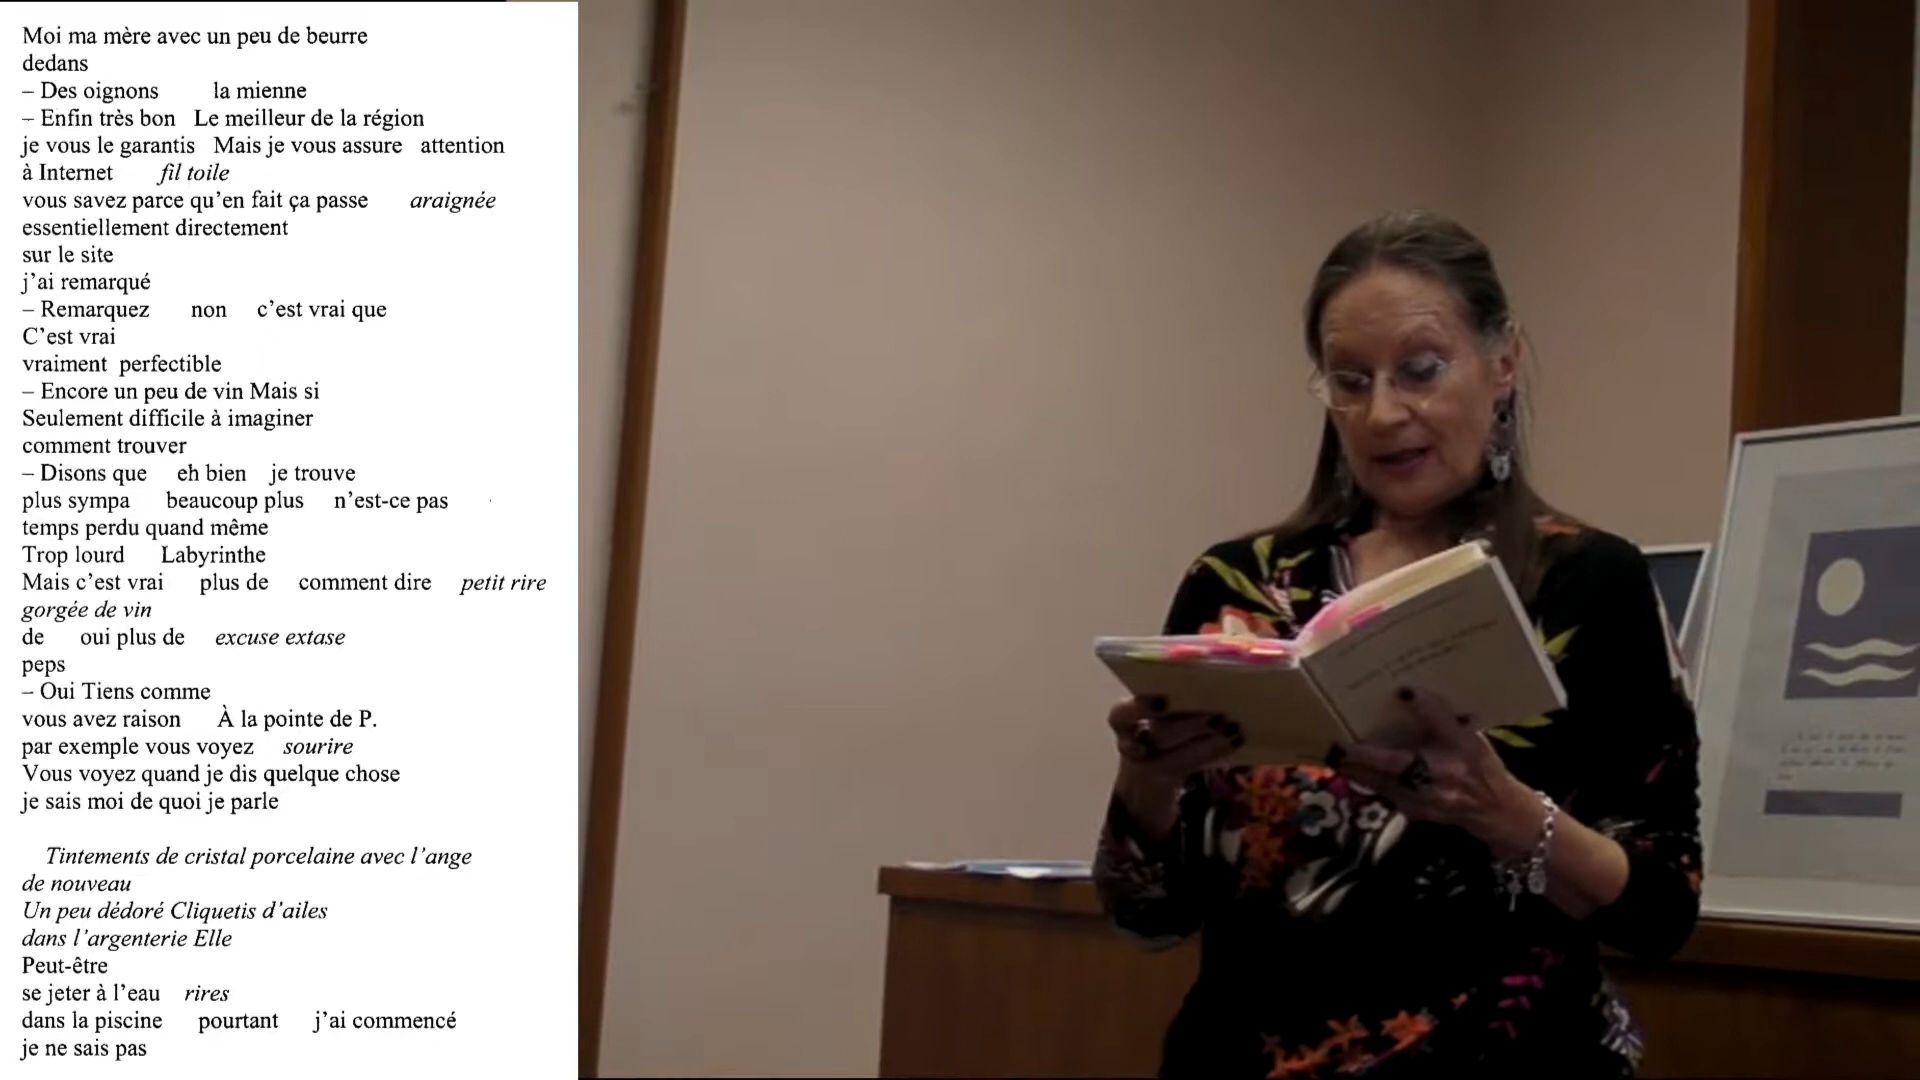 Moi ma mère avec un peu de beurre
dedans
– Des oignons la mienne
– Enfin très bon Le meilleur de la région
je vous le garantis Mais je vous assure attention
à Internet fil toile
vous savez parce qu’en fait ça passe araignée
essentiellement directement
sur le site
j’ai remarqué
– Remarquez non c’est vrai que
C’est vrai
vraiment perfectible
– Encore un peu de vin Mais si
Seulement difficile à imaginer
comment trouver
– Disons que eh bien je trouve
plus sympa beaucoup plus n’est-ce pas
temps perdu quand même
Trop lourd Labyrinthe
Mais c’est vrai plus de comment dire petit rire
gorgée de vin
de oui plus de excuse extase
peps
– Oui Tiens comme
vous avez raison À la pointe de P.
par exemple vous voyez sourire
Vous voyez quand je dis quelque chose
je sais moi de quoi je parle
Tintements de cristal porcelaine avec l’ange
de nouveau
Un peu dédoré Cliquetis d’ailes
dans l’argenterie Elle
Peut-être
se jeter à l’eau rires
dans la piscine pourtant j’ai commencé
je ne sais pas